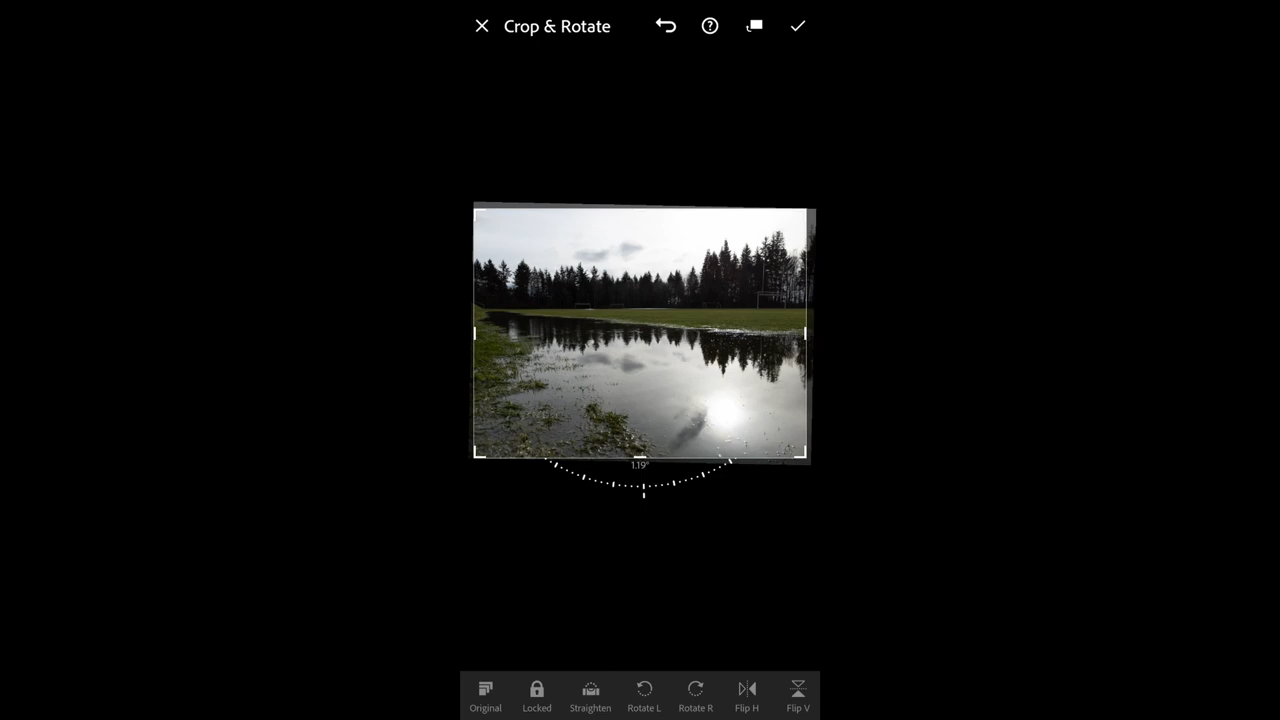 Crop & Rotate
1.19°
Original Locked Straighten Rotate L Rotate R Flip H Flip V